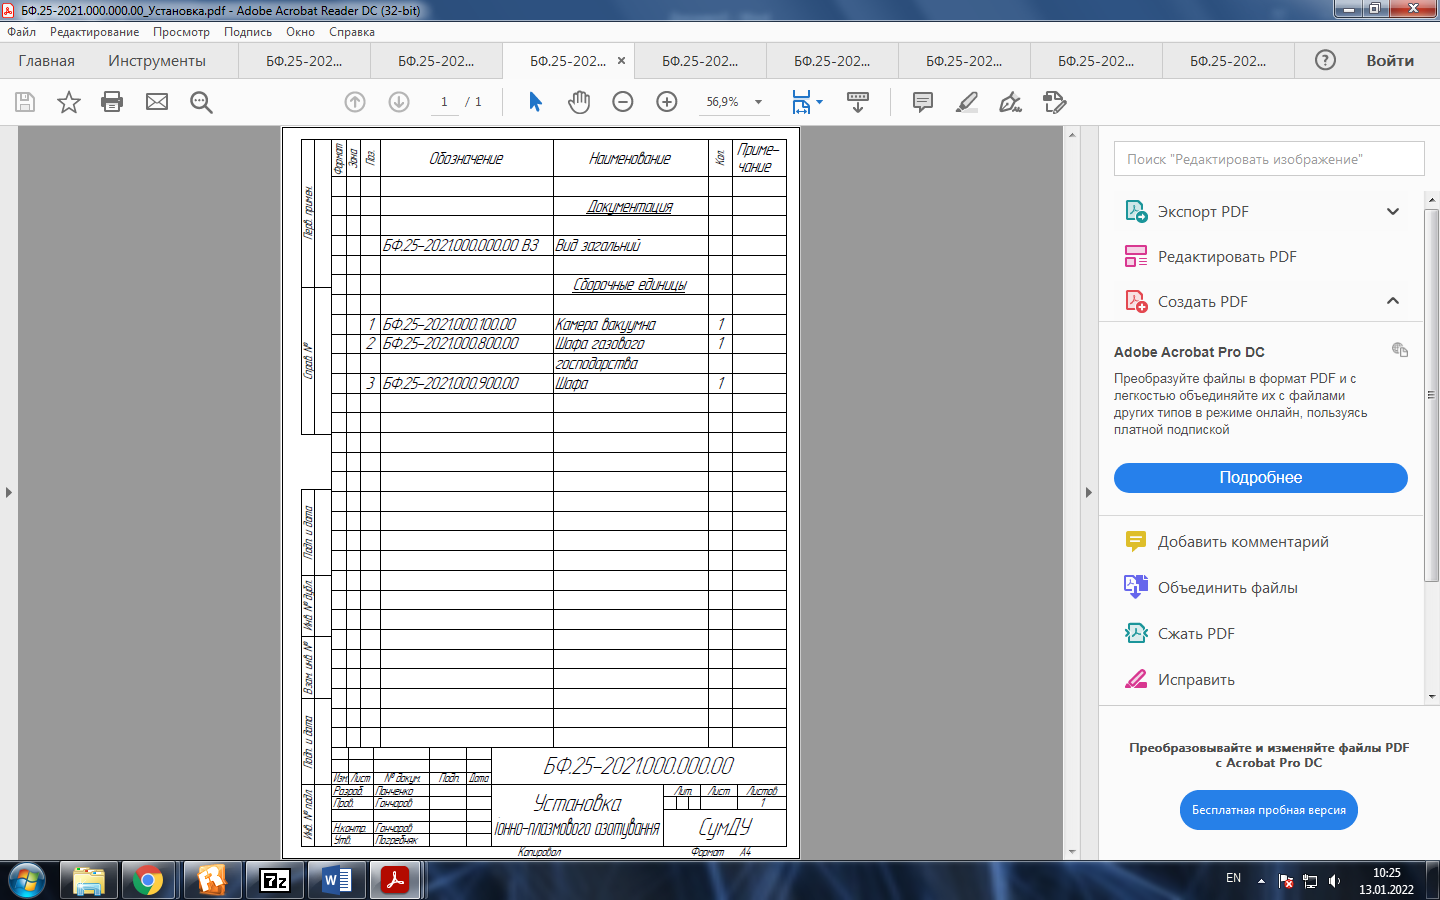 БФ.25-2021.000.000.00_Установка.pdf - Adobe Acrobat Reader DC (32-bit)
Файл Редактирование Просмотр Подпись Окно Справка
Главная Инструменты БФ.25-202... БФ.25-202... БФ.25-202... × БФ.25-202... БФ.25-202... БФ.25-202... БФ.25-202... БФ.25-202... Войти
1 / 1 56,9%
Формат Зона Поз. Обозначение Наименование Кол. Приме-
чание
Перв. примен.
Документация
БФ.25-2021.000.000.00 ВЗ Вид загальний
Сборочные единицы
1 БФ.25-2021.000.100.00 Камера вакуумна 1
2 БФ.25-2021.000.800.00 Шафа газового 1
господарства
3 БФ.25-2021.000.900.00 Шафа 1
Справ. №
Подп. и дата
Инв. № дубл.
Взам. инв. №
Подп. и дата
Инв. № подл.
БФ.25-2021.000.000.00
Изм. Лист № докум. Подп. Дата
Разраб. Панченко
Пров. Гончаров
Н.контр. Гончаров
Утв. Погребняк
Установка
іонно-плазмового азотування
Лит. Лист Листов
1
СумДУ
Копировал Формат А4
Поиск "Редактировать изображение"
Экспорт PDF
Редактировать PDF
Создать PDF
Adobe Acrobat Pro DC
Преобразуйте файлы в формат PDF и с
легкостью объединяйте их с файлами
других типов в режиме онлайн, пользуясь
платной подпиской
Подробнее
Добавить комментарий
Объединить файлы
Сжать PDF
Исправить
Преобразовывайте и изменяйте файлы PDF
с Acrobat Pro DC
Бесплатная пробная версия
7z
EN
10:25
13.01.2022